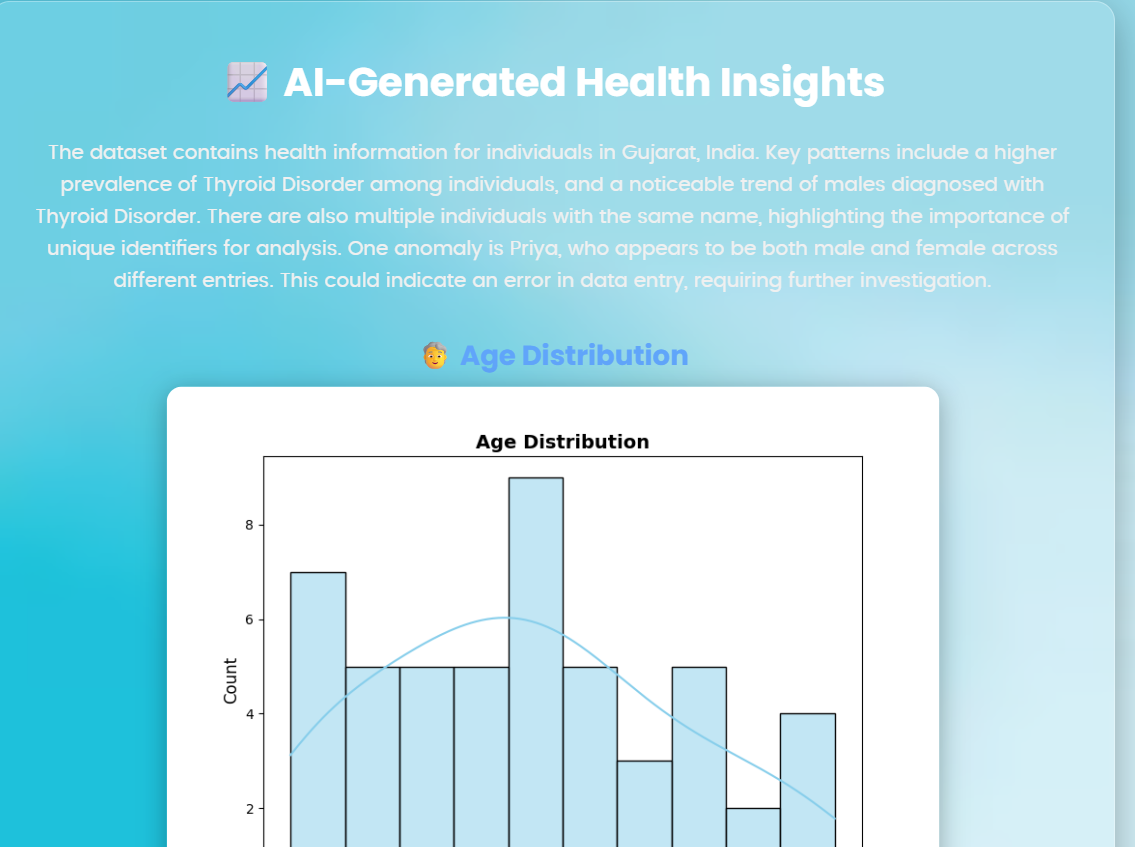 AI-Generated Health Insights
The dataset contains health information for individuals in Gujarat, India. Key patterns include a higher
prevalence of Thyroid Disorder among individuals, and a noticeable trend of males diagnosed with
Thyroid Disorder. There are also multiple individuals with the same name, highlighting the importance of
unique identifiers for analysis. One anomaly is Priya, who appears to be both male and female across
different entries. This could indicate an error in data entry, requiring further investigation.
Age Distribution
Age Distribution
8
6
Count
4
2